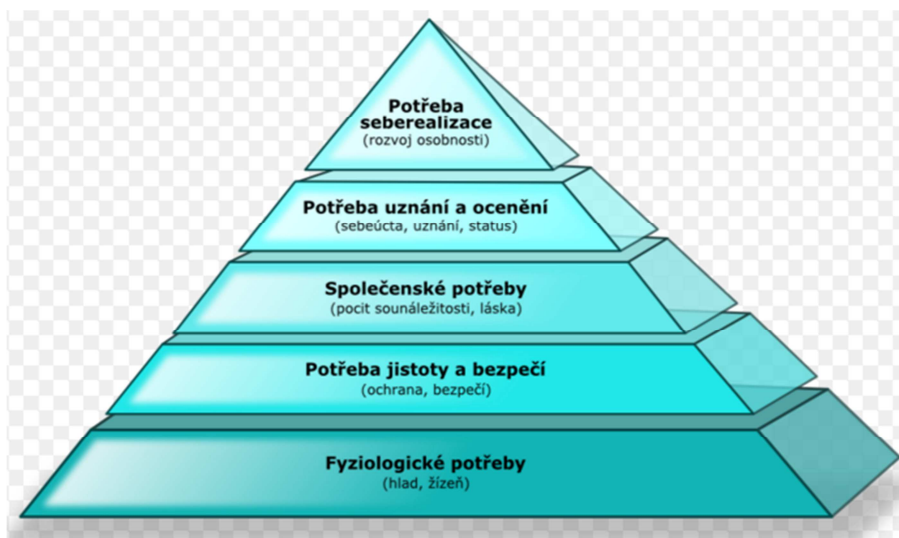 Potřeba
seberealizace
(rozvoj osobnosti)
Potřeba uznání a ocenění
(sebeúcta, uznání, status)
Společenské potřeby
(pocit sounáležitosti, láska)
Potřeba jistoty a bezpečí
(ochrana, bezpečí)
Fyziologické potřeby
(hlad, žízeň)